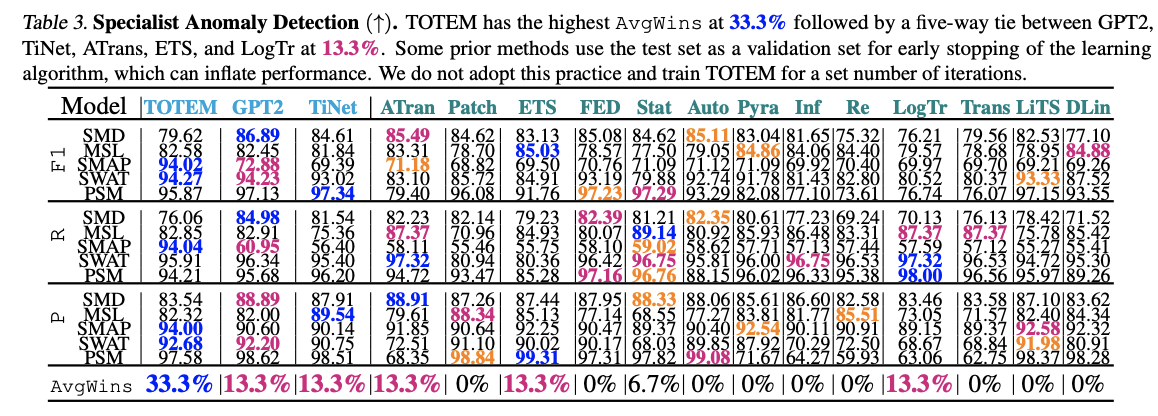 Table 3. Specialist Anomaly Detection (↑). TOTEM has the highest AvgWins at 33.3% followed by a five-way tie between GPT2,
TiNet, ATrans, ETS, and LogTr at 13.3%. Some prior methods use the test set as a validation set for early stopping of the learning
algorithm, which can inflate performance. We do not adopt this practice and train TOTEM for a set number of iterations.
Model TOTEM GPT2 TiNet ATran Patch ETS FED Stat Auto Pyra Inf Re LogTr Trans LiTS DLin
F1
SMD 79.62 86.89 84.61 85.49 84.62 83.13 85.08 84.62 85.11 83.04 81.65 75.32 76.21 79.56 82.53 77.10
MSL 82.58 82.45 81.84 83.31 78.70 85.03 78.57 77.50 79.05 84.86 84.06 84.40 79.57 78.68 78.95 84.88
SMAP 94.02 72.88 69.39 71.18 68.82 69.50 70.76 71.09 71.12 71.09 69.92 70.40 69.97 69.70 69.21 69.26
SWAT 94.27 94.23 93.02 83.10 85.72 84.91 93.19 79.88 92.74 91.78 81.43 82.80 80.52 80.37 93.33 87.52
PSM 95.87 97.13 97.34 79.40 96.08 91.76 97.23 97.29 93.29 82.08 77.10 73.61 76.74 76.07 97.15 93.55
R
SMD 76.06 84.98 81.54 82.23 82.14 79.23 82.39 81.21 82.35 80.61 77.23 69.24 70.13 76.13 78.42 71.52
MSL 82.85 82.91 75.36 87.37 70.96 84.93 80.07 89.14 80.92 85.93 86.48 83.31 87.37 87.37 75.78 85.42
SMAP 94.04 60.95 56.40 58.11 55.46 55.75 58.10 59.02 58.62 57.71 57.13 57.44 57.59 57.12 55.27 55.41
SWAT 95.91 96.34 95.40 97.32 80.94 80.36 96.42 96.75 95.81 96.00 96.75 96.53 97.32 96.53 94.72 95.30
PSM 94.21 95.68 96.20 94.72 93.47 85.28 97.16 96.76 88.15 96.02 96.33 95.38 98.00 96.56 95.97 89.26
P
SMD 83.54 88.89 87.91 88.91 87.26 87.44 87.95 88.33 88.06 85.61 86.60 82.58 83.46 83.58 87.10 83.62
MSL 82.32 82.00 89.54 79.61 88.34 85.13 77.14 68.55 77.27 83.81 81.77 85.51 73.05 71.57 82.40 84.34
SMAP 94.00 90.60 90.14 91.85 90.64 92.25 90.47 89.37 90.40 92.54 90.11 90.91 89.15 89.37 92.58 92.32
SWAT 92.68 92.20 90.75 72.51 91.10 90.02 90.17 68.03 89.85 87.92 70.29 72.50 68.67 68.84 91.98 80.91
PSM 97.58 98.62 98.51 68.35 98.84 99.31 97.31 97.82 99.08 71.67 64.27 59.93 63.06 62.75 98.37 98.28
AvgWins 33.3% 13.3% 13.3% 13.3% 0% 13.3% 0% 6.7% 0% 0% 0% 0% 13.3% 0% 0% 0%